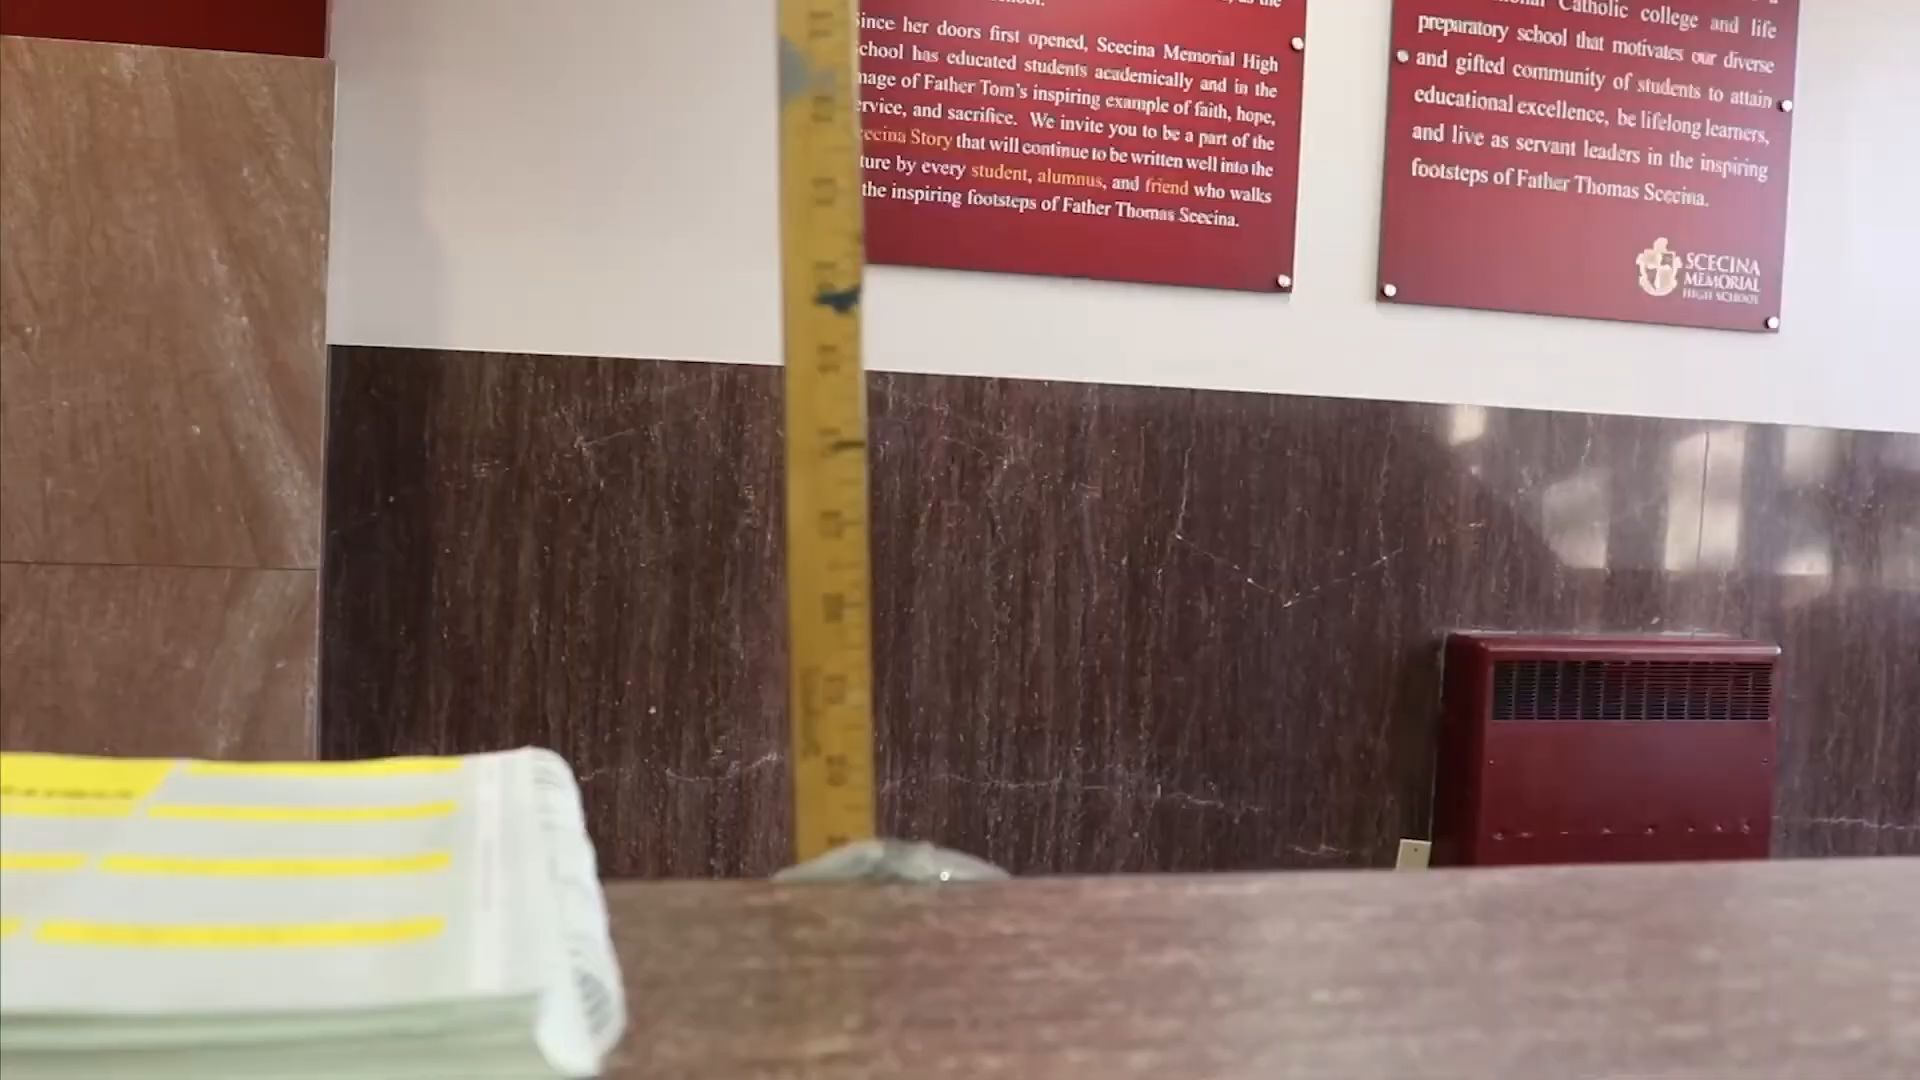 Since her doors first opened, Scecina Memorial High
School has educated students academically and in the
mage of Father Tom's inspiring example of faith, hope,
ervice, and sacrifice. We invite you to be a part of the
cecina Story that will continue to be written well into the
ture by every student, alumnus, and friend who walks
the inspiring footsteps of Father Thomas Scecina.
Catholic college and life
preparatory school that motivates our diverse
and gifted community of students to attain
educational excellence, be lifelong learners,
and live as servant leaders in the inspiring
footsteps of Father Thomas Scecina.
SCECINA
MEMORIAL
HIGH SCHOOL